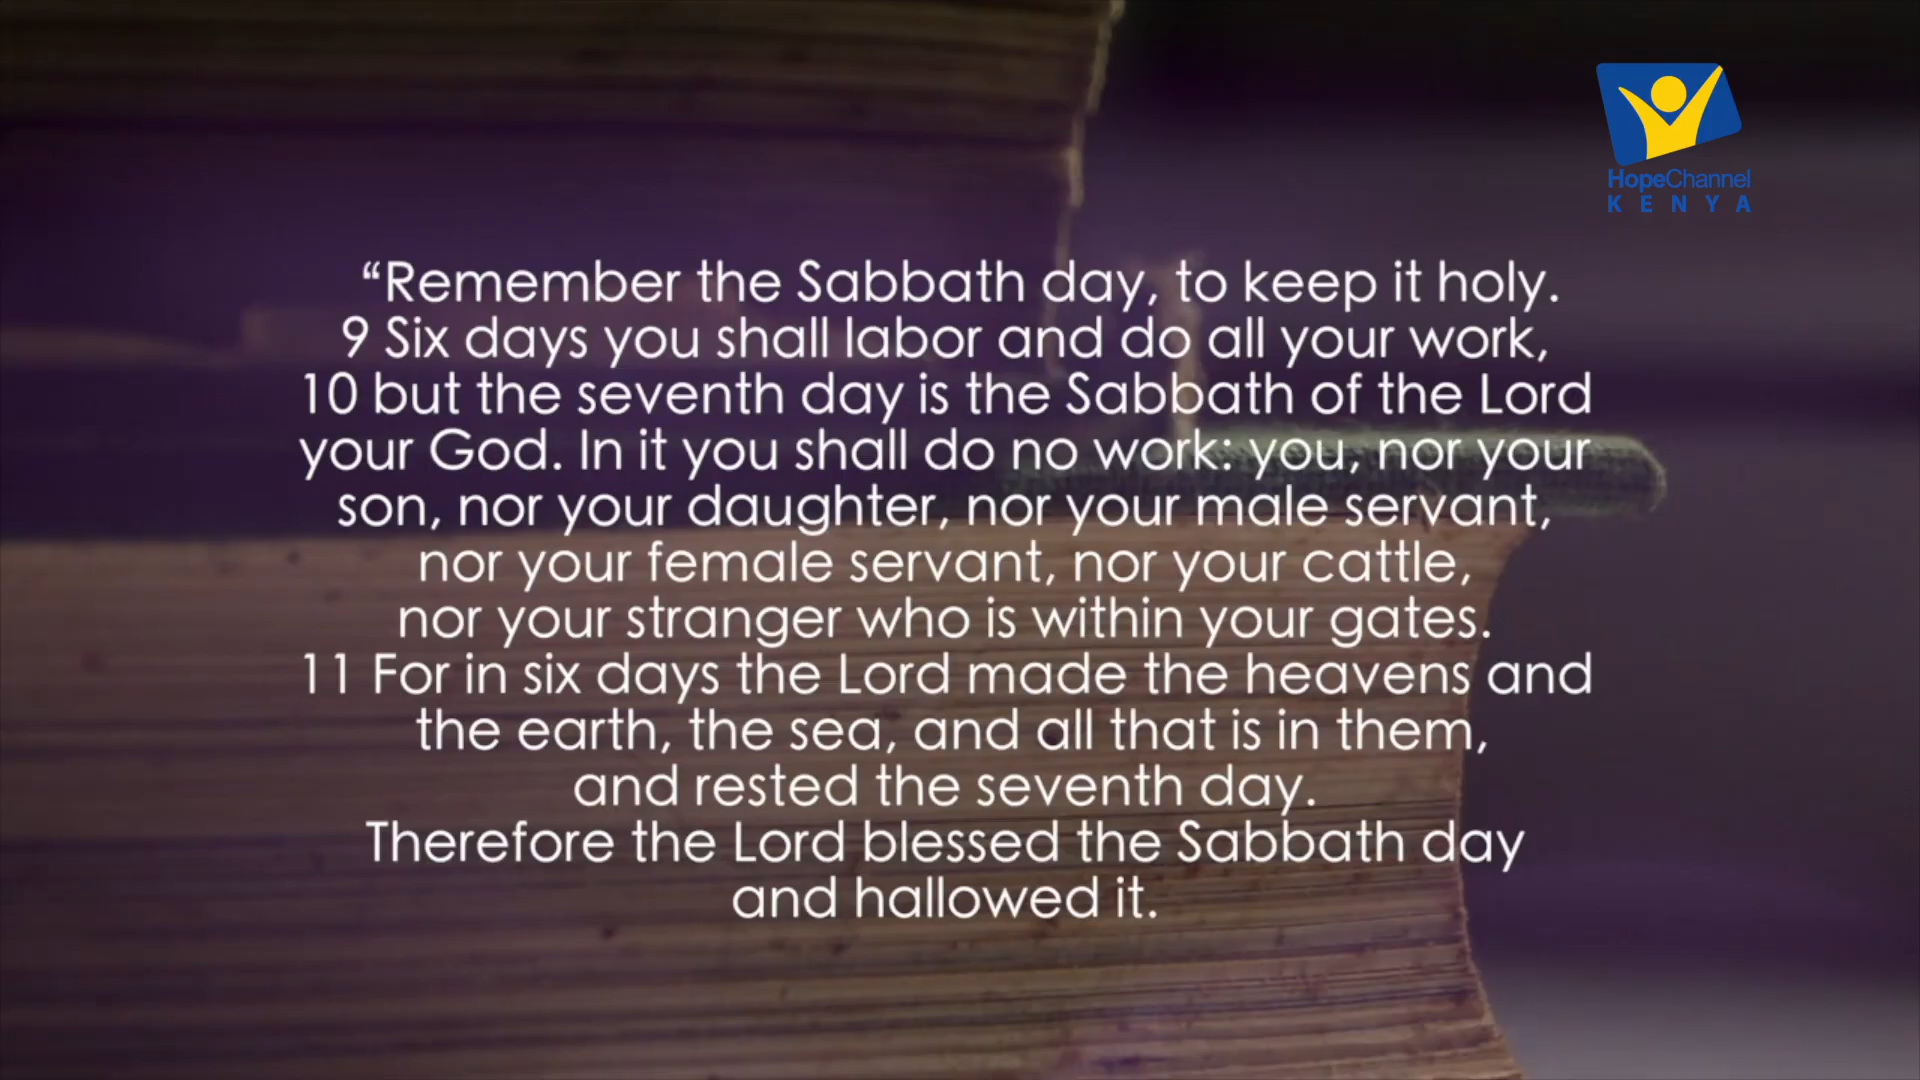 HopeChannel
KENYA
“Remember the Sabbath day, to keep it holy.
9 Six days you shall labor and do all your work,
10 but the seventh day is the Sabbath of the Lord
your God. In it you shall do no work: you, nor your
son, nor your daughter, nor your male servant,
nor your female servant, nor your cattle,
nor your stranger who is within your gates.
11 For in six days the Lord made the heavens and
the earth, the sea, and all that is in them,
and rested the seventh day.
Therefore the Lord blessed the Sabbath day
and hallowed it.